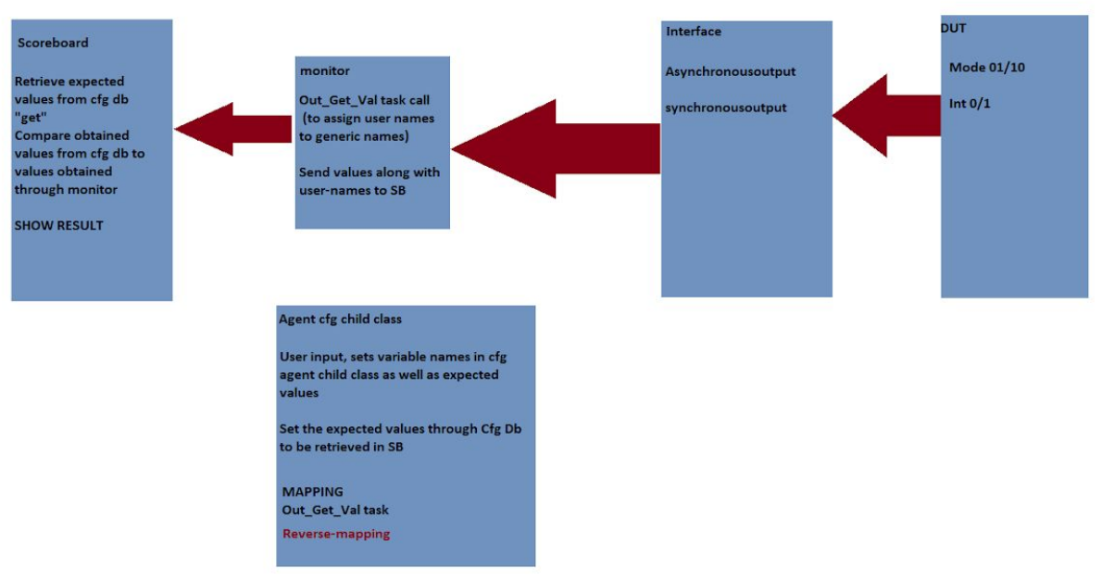 Scoreboard
Retrieve expected
values from cfg db
"get"
Compare obtained
values from cfg db to
values obtained
through monitor
SHOW RESULT
monitor
Out_Get_Val task call
(to assign user names
to generic names)
Send values along with
user-names to SB
Interface
Asynchronousoutput
synchronousoutput
DUT
Mode 01/10
Int 0/1
Agent cfg child class
User input, sets variable names in cfg
agent child class as well as expected
values
Set the expected values through Cfg Db
to be retrieved in SB
MAPPING
Out_Get_Val task
Reverse-mapping